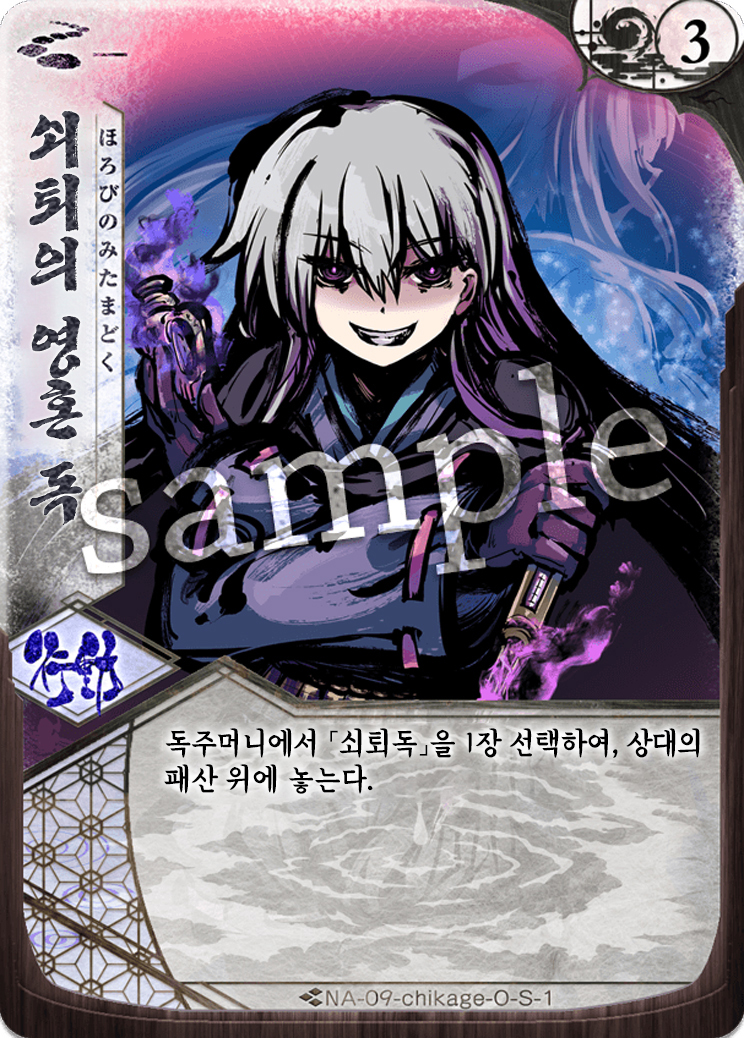 3
쇠퇴의 영혼 독
ほろびのみたまどく
sample
行動
독주머니에서 「쇠퇴독」을 1장 선택하여, 상대의
패산 위에 놓는다.
NA-09-chikage-O-S-1